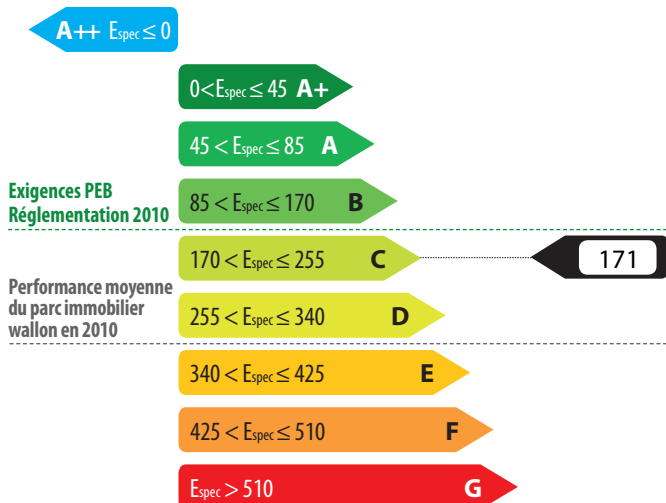 A++ Espec ≤ 0
0<Espec ≤ 45 A+
45 < Espec ≤ 85 A
Exigences PEB
Réglementation 2010
85 < Espec ≤ 170 B
170 < Espec ≤ 255 C
171
Performance moyenne
du parc immobilier
wallon en 2010
255 < Espec ≤ 340 D
340 < Espec ≤ 425 E
425 < Espec ≤ 510 F
Espec > 510 G